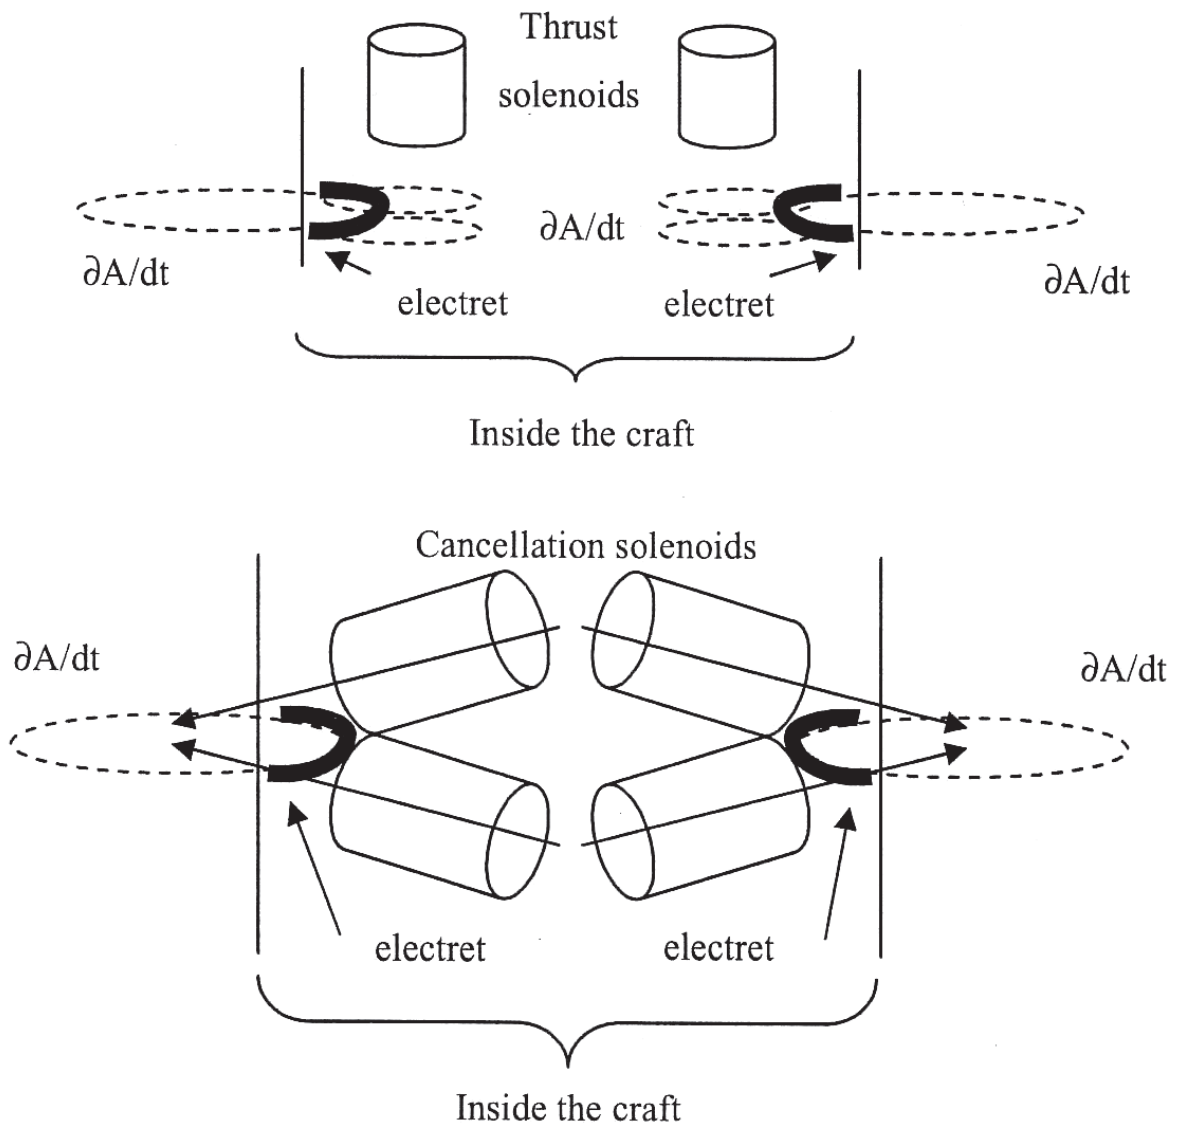 Thrust
solenoids
∂A/dt
∂A/dt
∂A/dt
electret
electret
Inside the craft
Cancellation solenoids
∂A/dt
∂A/dt
electret
electret
Inside the craft